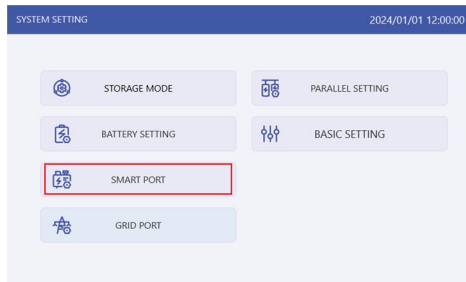 SYSTEM SETTING 2024/01/01 12:00:00
STORAGE MODE PARALLEL SETTING
BATTERY SETTING BASIC SETTING
SMART PORT
GRID PORT